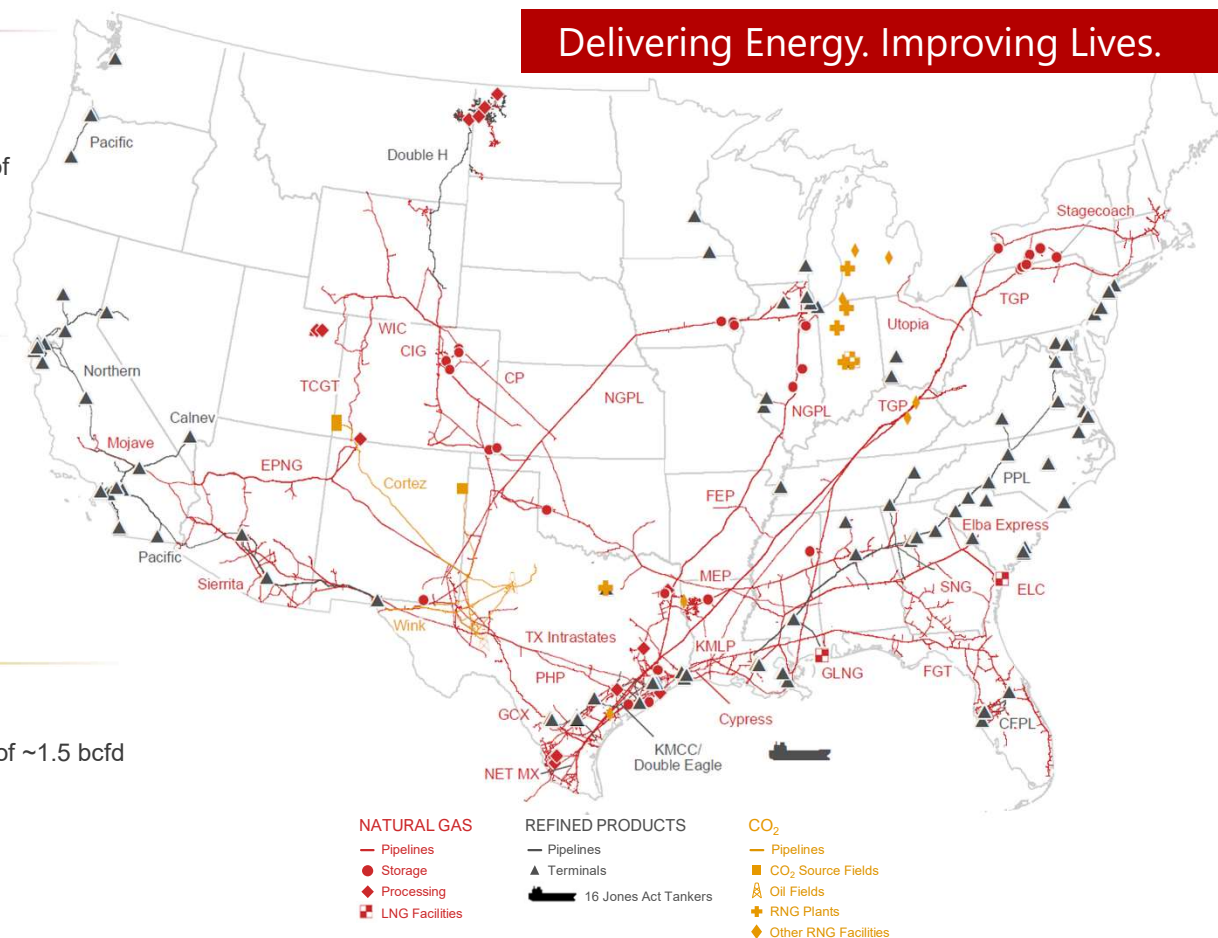 Delivering Energy. Improving Lives.
of
of ~1.5 bcfd
Pacific
Double H
Stagecoach
TGP
Utopia
WIC
CIG
CP
TCGT
NGPL
NGPL
TGP
Northern
Calnev
Mojave
EPNG
Cortez
FEP
PPL
Elba Express
Pacific
Sierrita
Wink
MEP
SNG
ELC
TX Intrastates
KMLP
PHP
GLNG
FGT
GCX
Cypress
CFPL
KMCC/
Double Eagle
NET MX
NATURAL GAS
Pipelines
Storage
Processing
LNG Facilities
REFINED PRODUCTS
Pipelines
Terminals
16 Jones Act Tankers
CO₂
Pipelines
CO₂ Source Fields
Oil Fields
RNG Plants
Other RNG Facilities